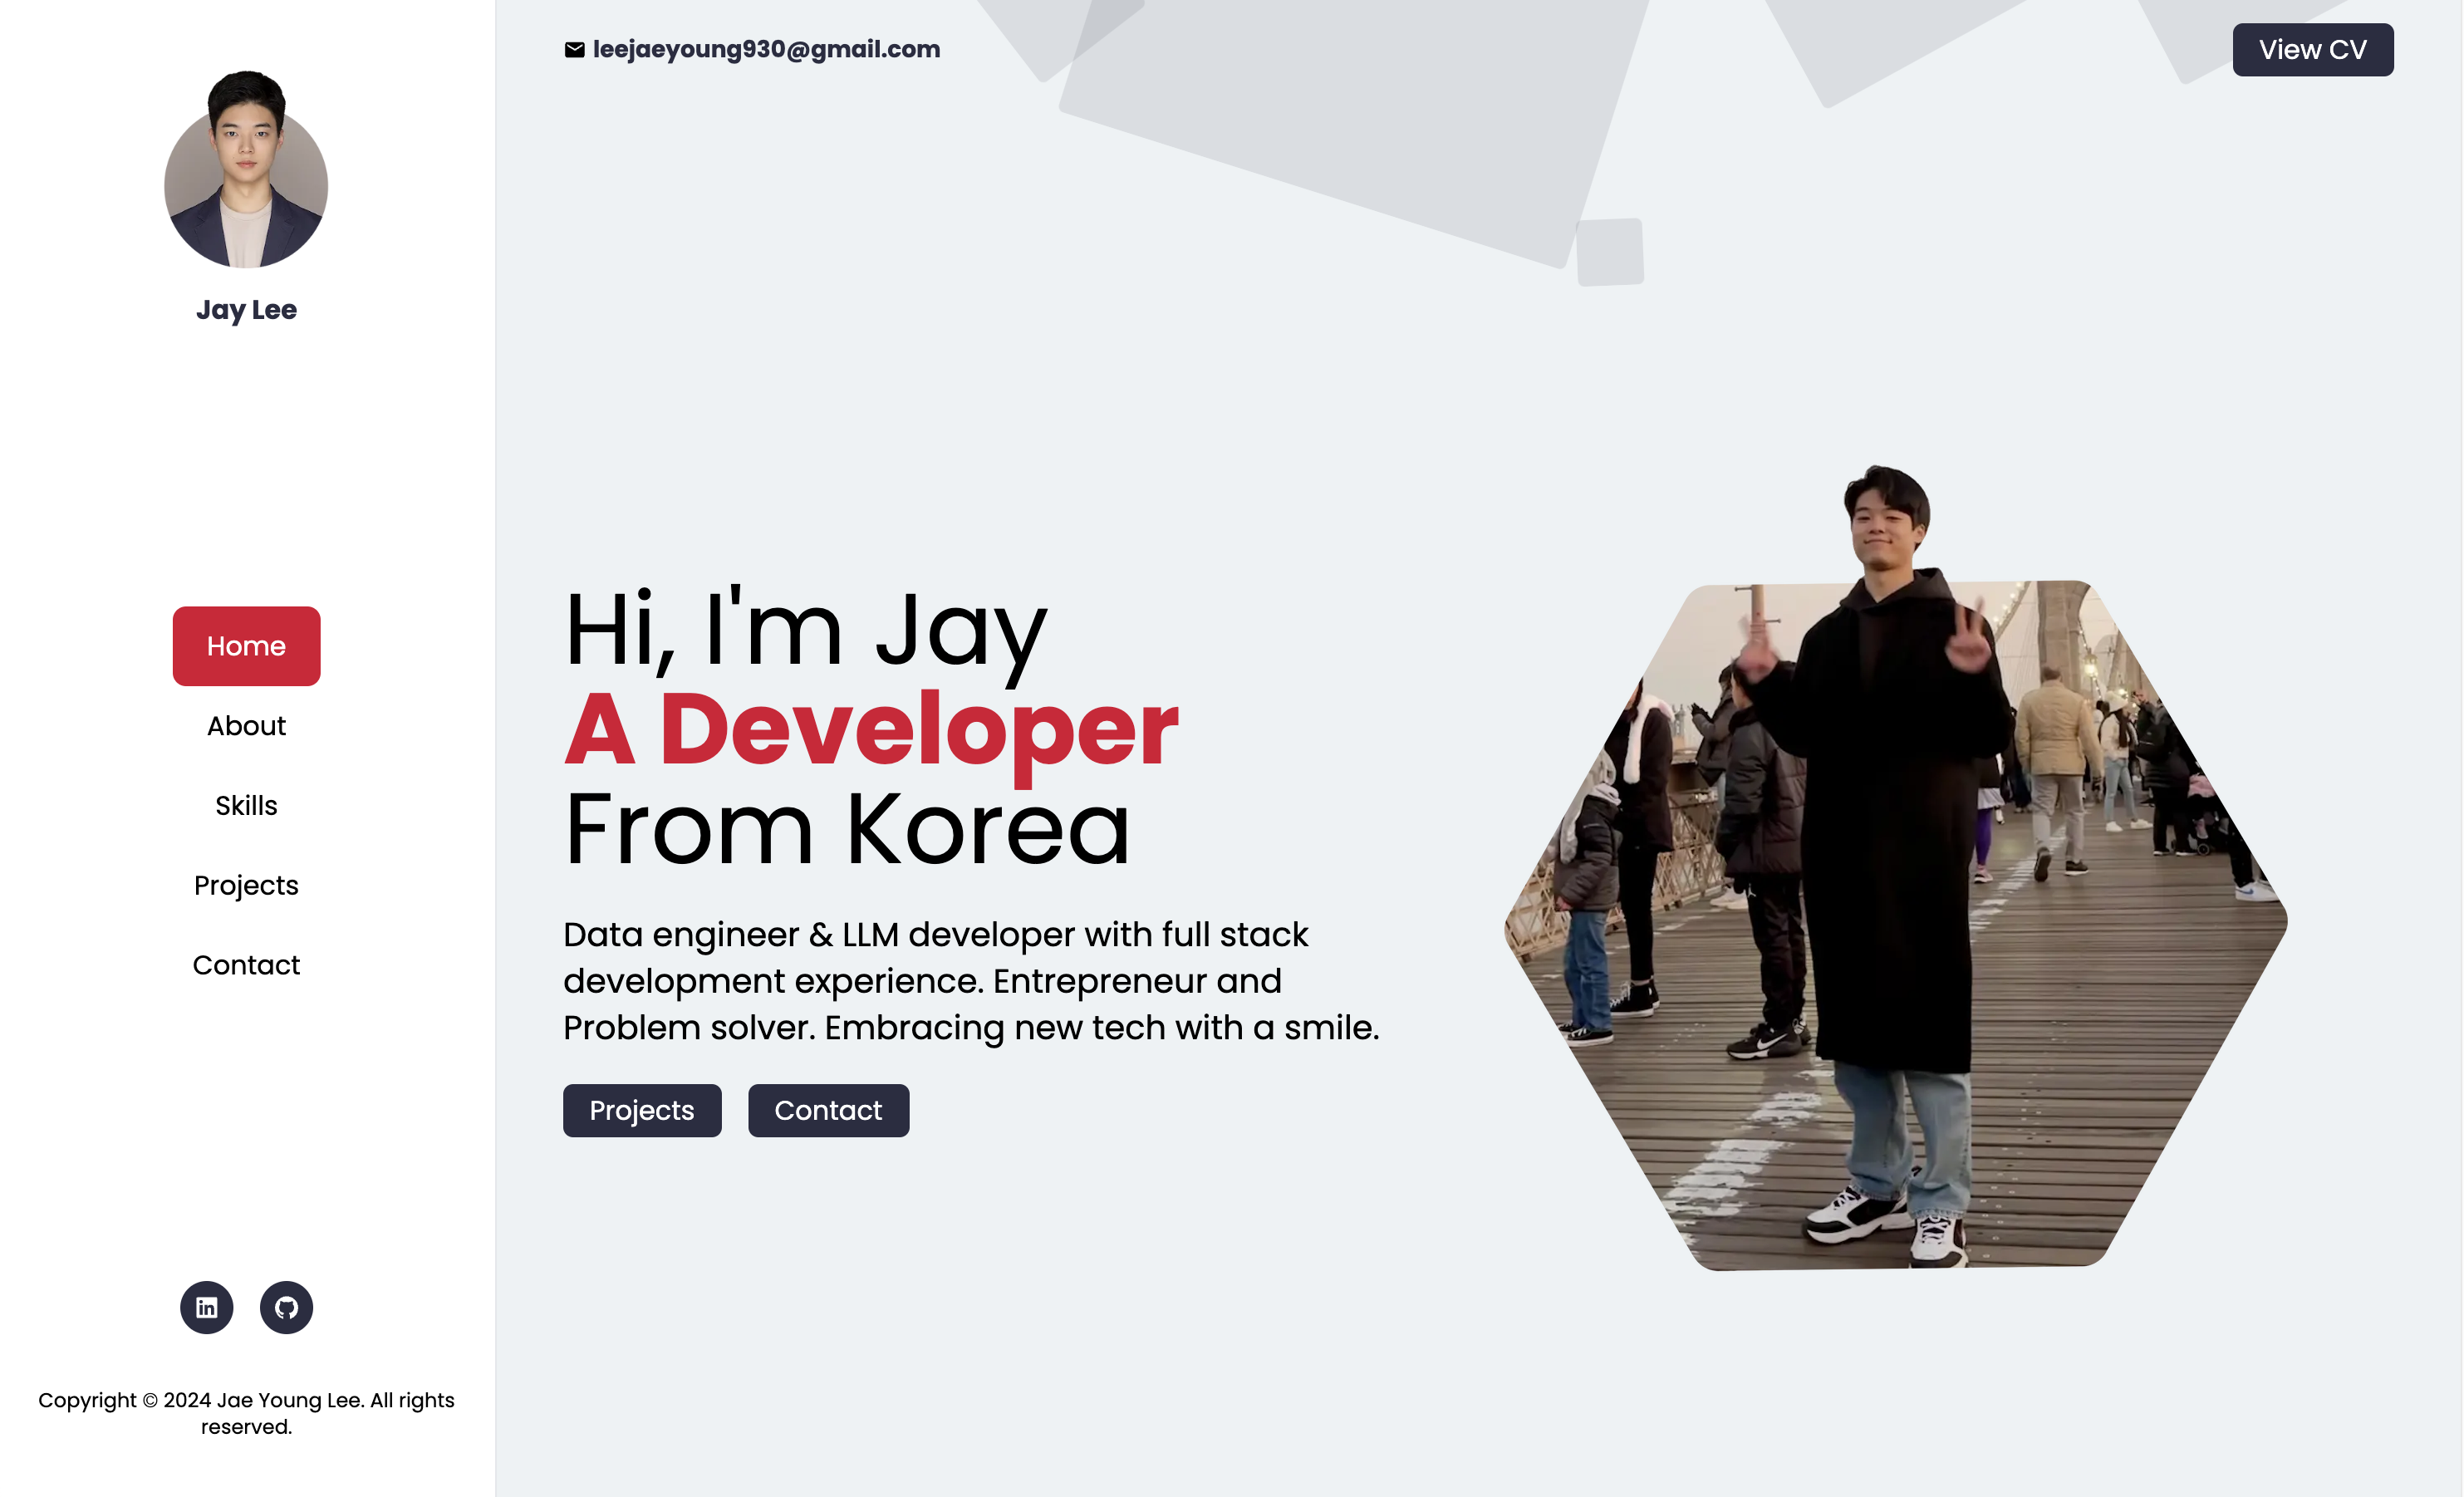 Jay Lee
Home
About
Skills
Projects
Contact
Copyright © 2024 Jae Young Lee. All rights
reserved.
leejaeyoung930@gmail.com
View CV
Hi, I'm Jay
A Developer
From Korea
Data engineer & LLM developer with full stack
development experience. Entrepreneur and
Problem solver. Embracing new tech with a smile.
Projects
Contact